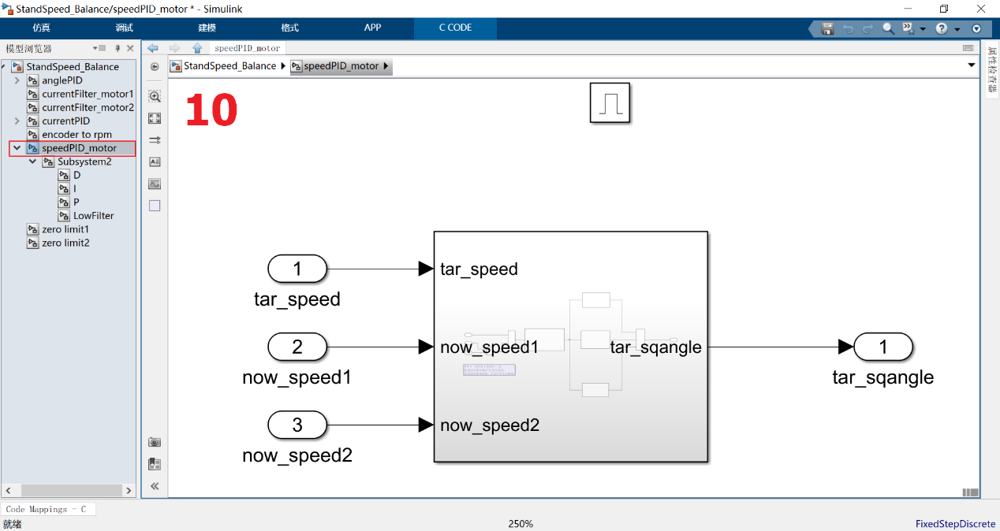 StandSpeed_Balance/speedPID_motor * - Simulink
仿真 调试 建模 格式 APP C CODE
模型浏览器
speedPID_motor
StandSpeed_Balance speedPID_motor
属性检查器
StandSpeed_Balance
anglePID
currentFilter_motor1
currentFilter_motor2
currentPID
encoder to rpm
speedPID_motor
Subsystem2
D
I
P
LowFilter
zero limit1
zero limit2
10
1
tar_speed
2
now_speed1
3
now_speed2
tar_speed
now_speed1
now_speed2
tar_sqangle
1
tar_sqangle
Code Mappings - C
就绪
250%
FixedStepDiscrete